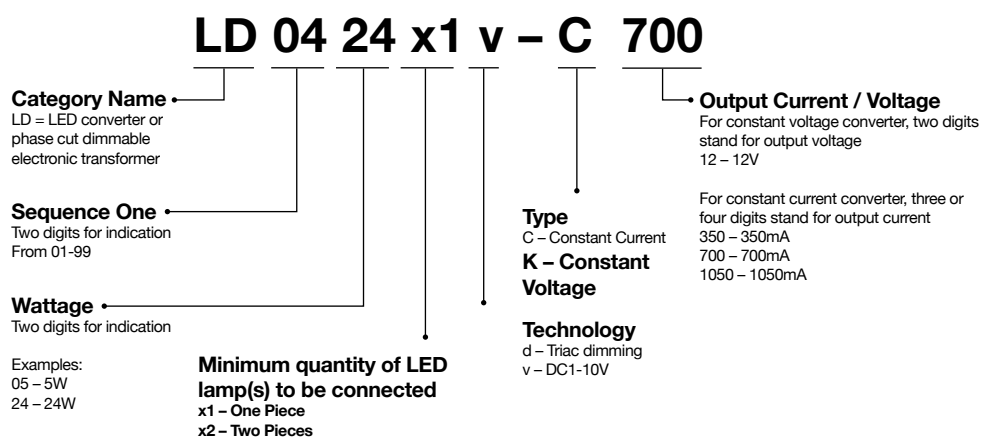 LD 04 24 x1 v – C 700
Category Name
LD = LED converter or
phase cut dimmable
electronic transformer
Sequence One
Two digits for indication
From 01-99
Wattage
Two digits for indication
Examples:
05 – 5W
24 – 24W
Minimum quantity of LED
lamp(s) to be connected
x1 – One Piece
x2 – Two Pieces
Type
C – Constant Current
K – Constant
Voltage
Technology
d – Triac dimming
v – DC1-10V
Output Current / Voltage
For constant voltage converter, two digits
stand for output voltage
12 – 12V
For constant current converter, three or
four digits stand for output current
350 – 350mA
700 – 700mA
1050 – 1050mA